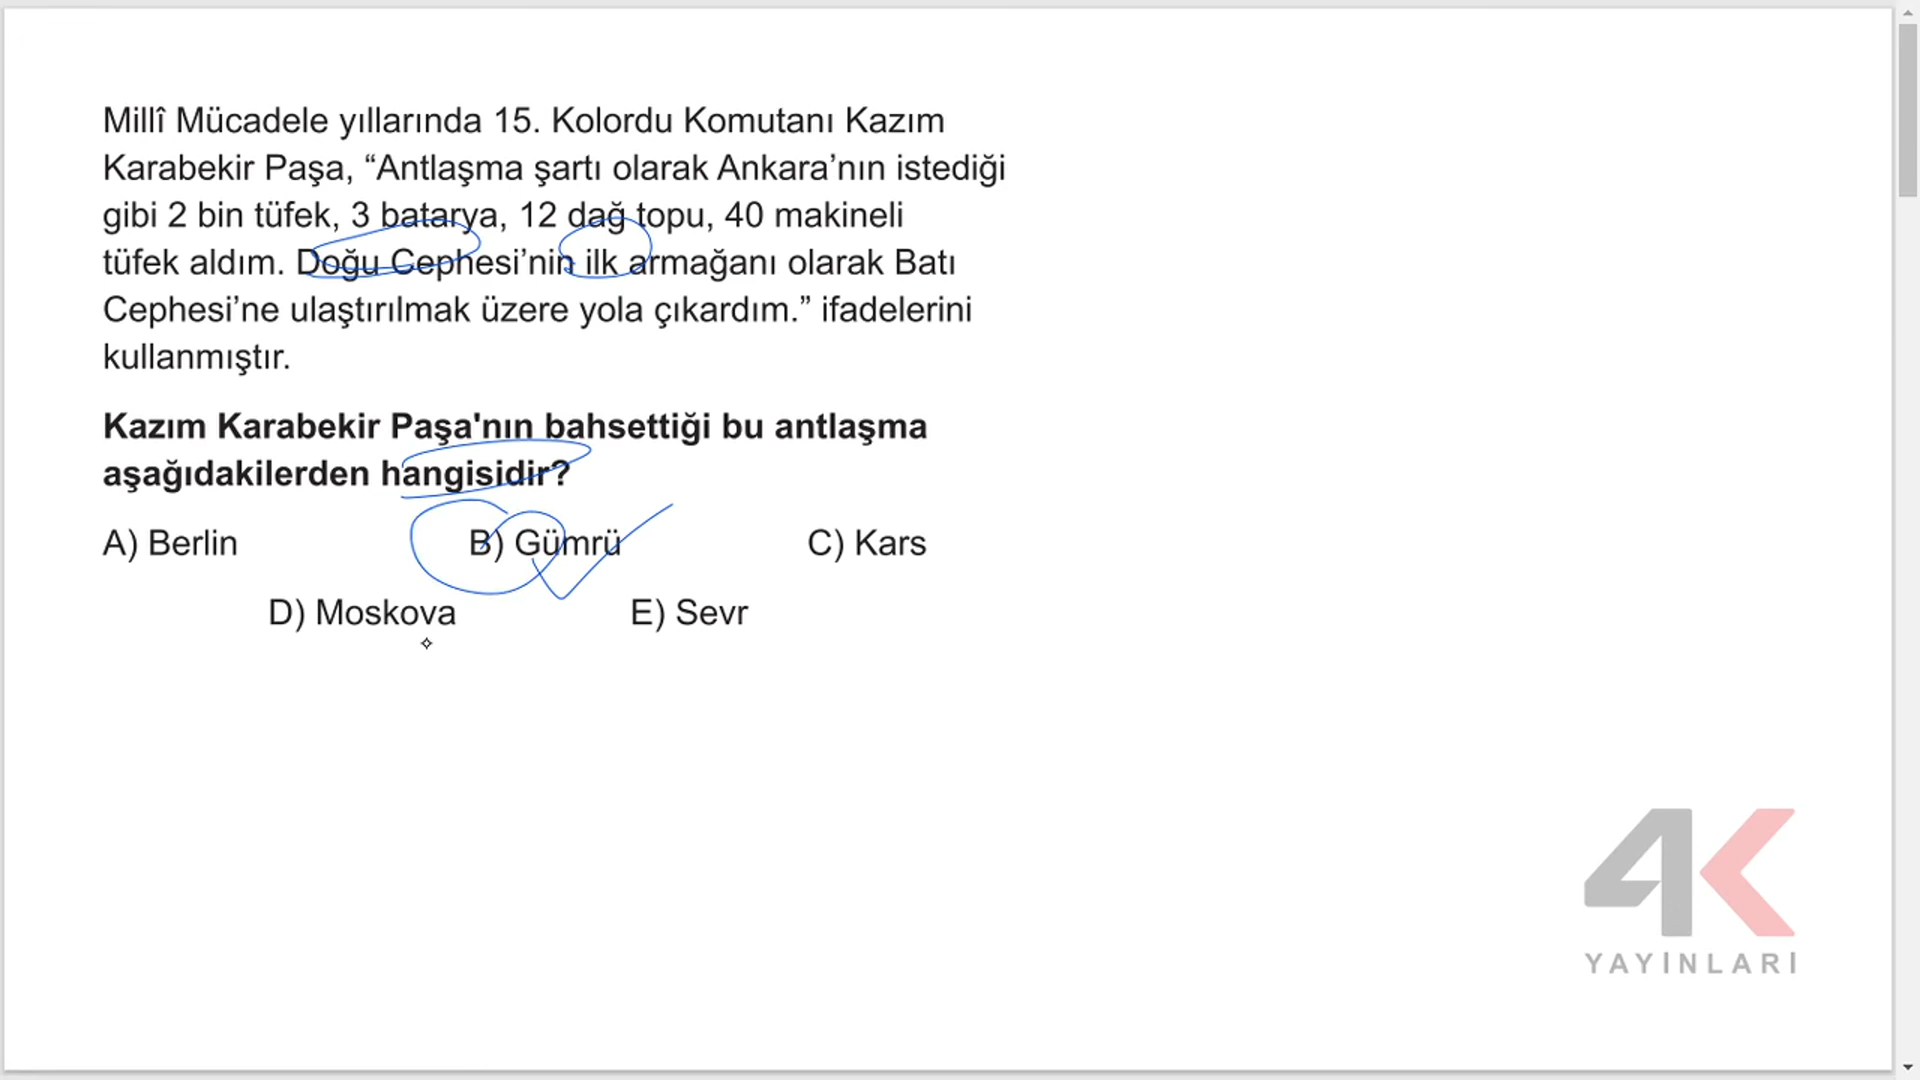 Millî Mücadele yıllarında 15. Kolordu Komutanı Kazım
Karabekir Paşa, “Antlaşma şartı olarak Ankara’nın istediği
gibi 2 bin tüfek, 3 batarya, 12 dağ topu, 40 makineli
tüfek aldım. Doğu Cephesi’nin ilk armağanı olarak Batı
Cephesi’ne ulaştırılmak üzere yola çıkardım.” ifadelerini
kullanmıştır.
Kazım Karabekir Paşa'nın bahsettiği bu antlaşma
aşağıdakilerden hangisidir?
A) Berlin B) Gümrü C) Kars
D) Moskova E) Sevr
4K
YAYINLARI